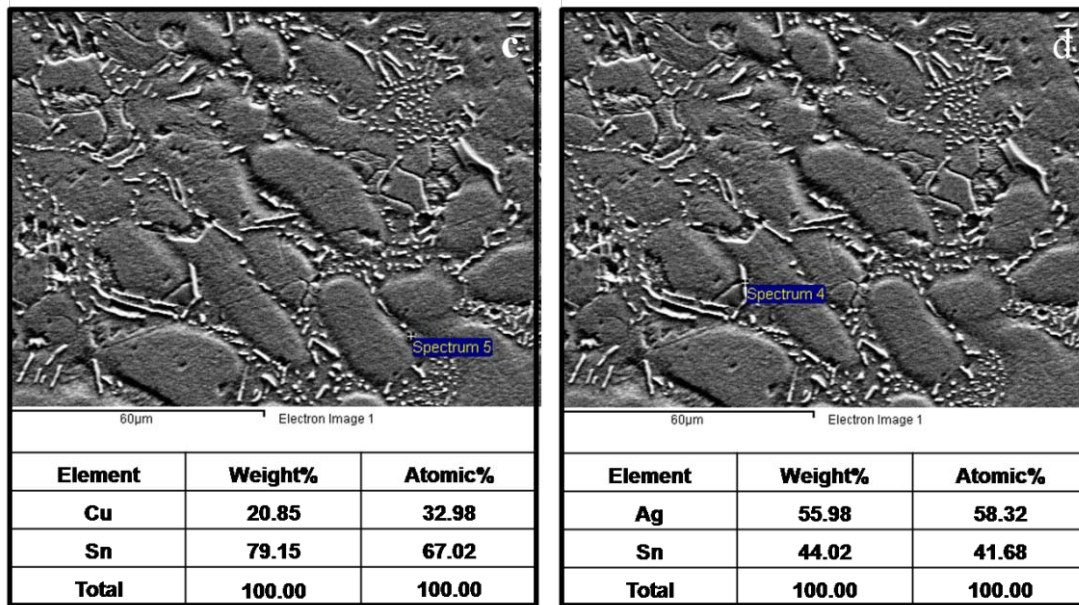 c
Spectrum 5
60µm Electron Image 1
Element Weight% Atomic%
Cu 20.85 32.98
Sn 79.15 67.02
Total 100.00 100.00
d
Spectrum 4
60µm Electron Image 1
Element Weight% Atomic%
Ag 55.98 58.32
Sn 44.02 41.68
Total 100.00 100.00